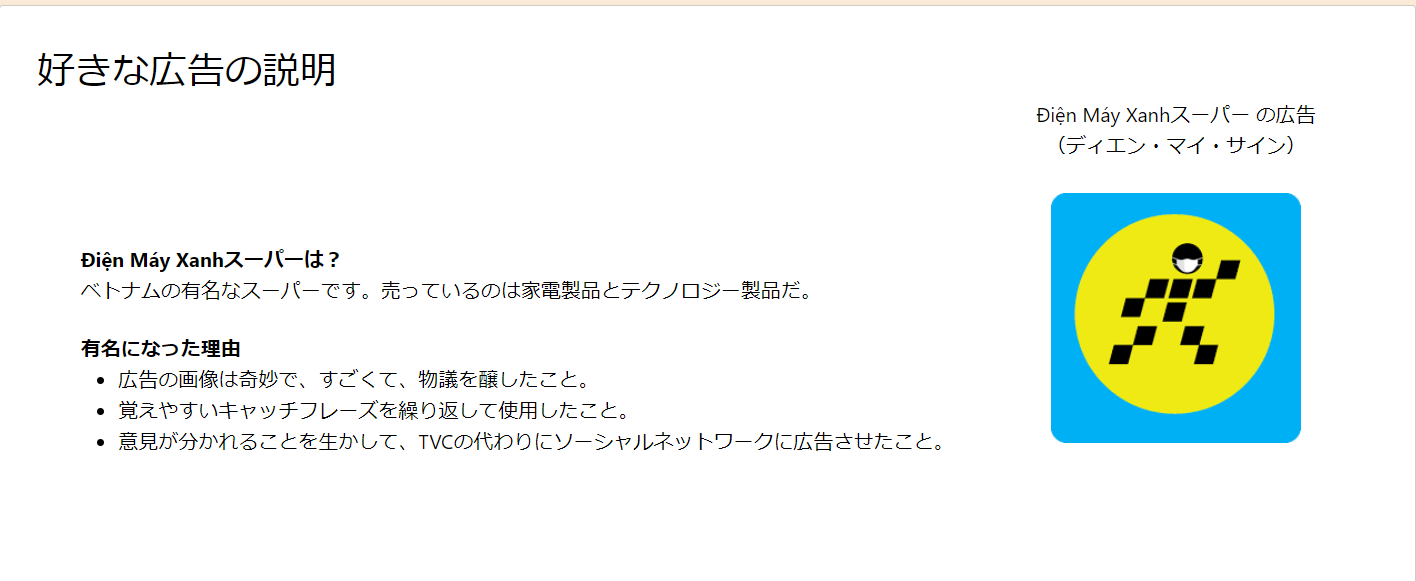 好きな広告の説明
Điện Máy Xanhスーパー の広告
（ディエン・マイ・サイン）
Điện Máy Xanhスーパーは？
ベトナムの有名なスーパーです。売っているのは家電製品とテクノロジー製品だ。
有名になった理由
• 広告の画像は奇妙で、すごくて、物議を醸したこと。
• 覚えやすいキャッチフレーズを繰り返して使用したこと。
• 意見が分かれることを生かして、TVCの代わりにソーシャルネットワークに広告させたこと。